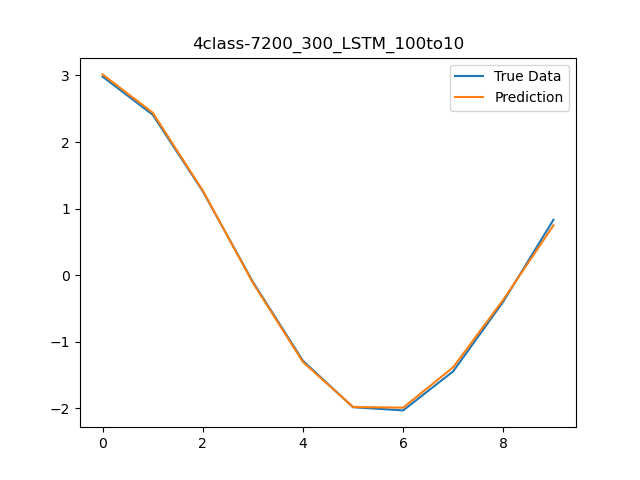 4class-7200_300_LSTM_100to10
True Data
Prediction
3
2
1
0
−1
−2
0 2 4 6 8